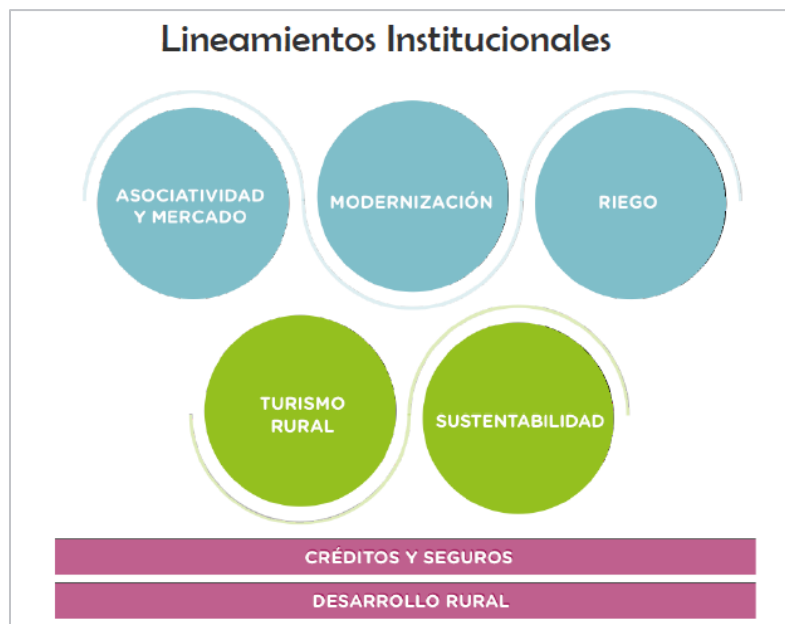 Lineamientos Institucionales
ASOCIATIVIDAD
Y MERCADO
MODERNIZACIÓN
RIEGO
TURISMO
RURAL
SUSTENTABILIDAD
CRÉDITOS Y SEGUROS
DESARROLLO RURAL